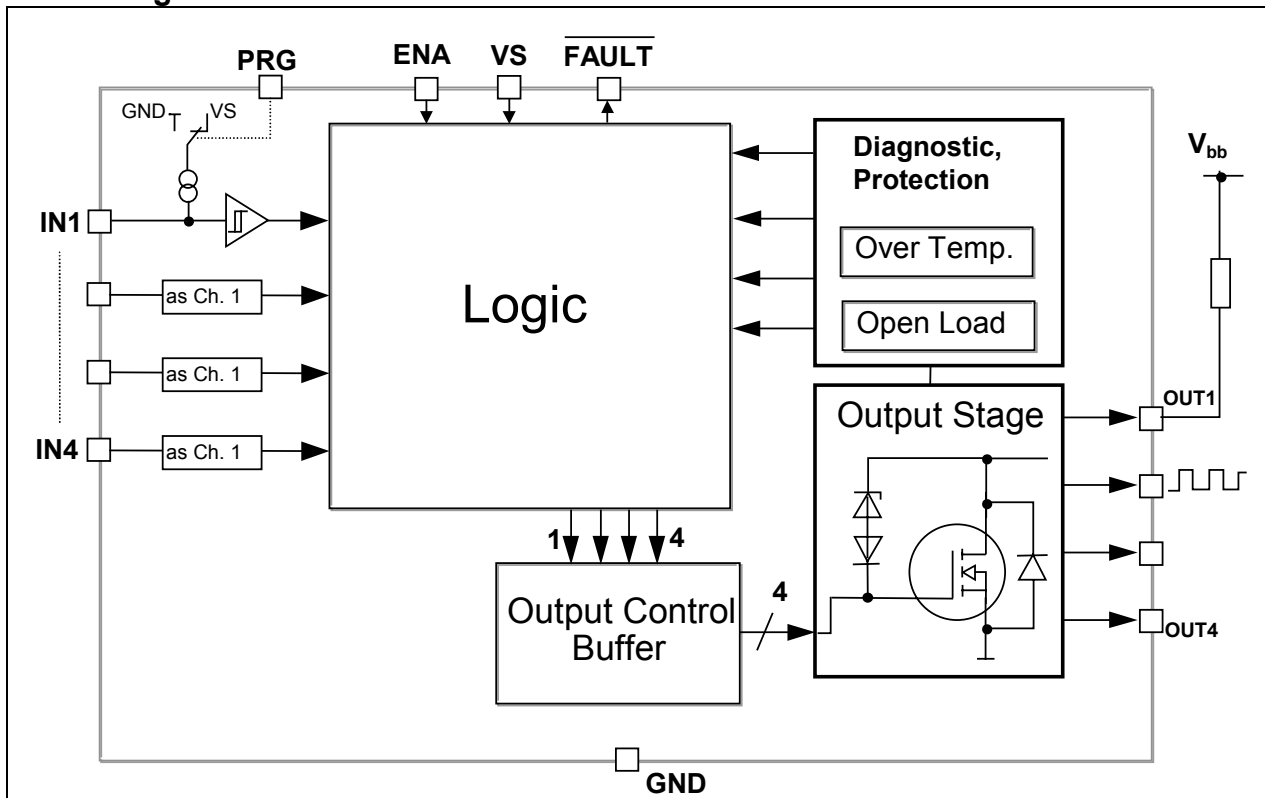 PRG
ENA
VS
FAULT
GND
VS
IN1
as Ch. 1
as Ch. 1
IN4
as Ch. 1
Logic
Diagnostic,
Protection
Over Temp.
Open Load
Vbb
Output Stage
OUT1
OUT4
1
4
Output Control
Buffer
4
GND